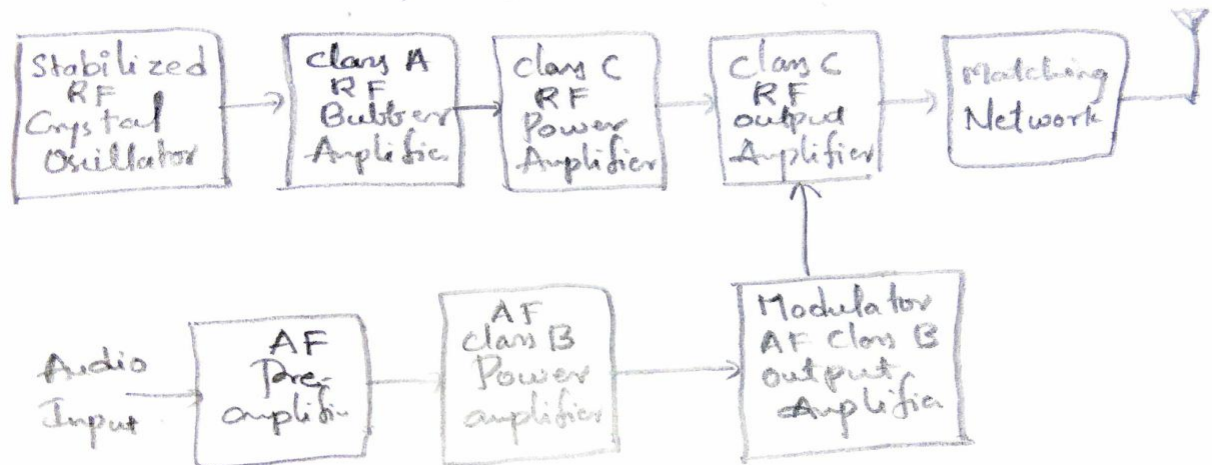 Stabilized
RF
Crystal
Oscillator
Class A
RF
Bubber
Amplifier
Class C
RF
Power
Amplifier
Class C
RF
output
Amplifier
Matching
Network
Audio
Input
AF
Pre-
amplifier
AF
Class B
Power
amplifier
Modulator
AF Class B
output
Amplifier